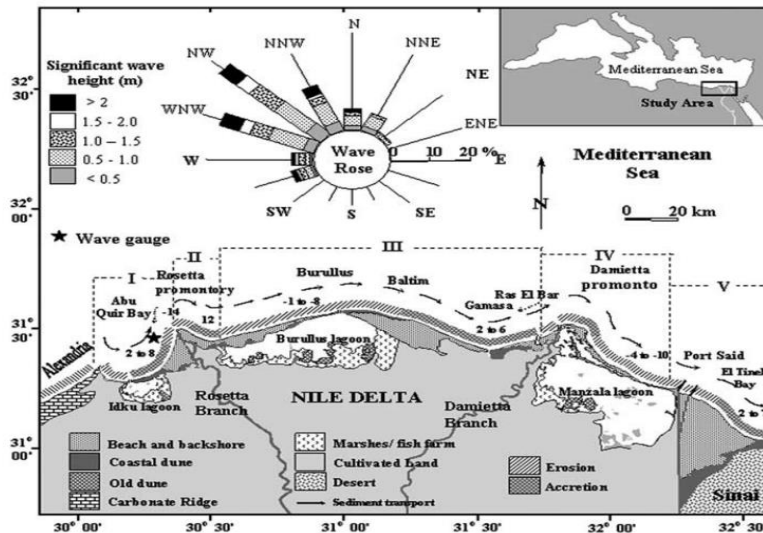 N
NW
NNW
NNE
NE
WNW
ENE
W
E
SW
S
SE
Wave
Rose
0 10 20 %
Significant wave
height (m)
> 2
1.5 - 2.0
1.0 – 1.5
0.5 - 1.0
< 0.5
Mediterranean Sea
Study Area
Mediterranean
Sea
N
0 20 km
Wave gauge
I
II
III
IV
V
Abu
Quir Bay
Rosetta
promontory
Burullus
Baltim
Gamasa
Ras El Bar
Damietta
promonto
Port Said
El Tineh
Bay
Alexandria
-14
2 to 8
12
-1 to -8
2 to 6
-4 to -10
Idku lagoon
Burullus lagoon
Manzala lagoon
Rosetta
Branch
NILE DELTA
Damietta
Branch
Sinai
Beach and backshore
Coastal dune
Old dune
Carbonate Ridge
Marshes/ fish farm
Cultivated land
Desert
Sediment transport
Erosion
Accretion
32°
30'
32°
00'
31°
30'
31°
00'
30° 00'
30° 30'
31° 00'
31° 30'
32° 00'